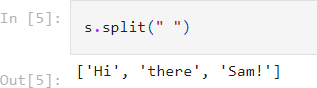 In [5]: s.split(" ")
Out[5]: ['Hi', 'there', 'Sam!']